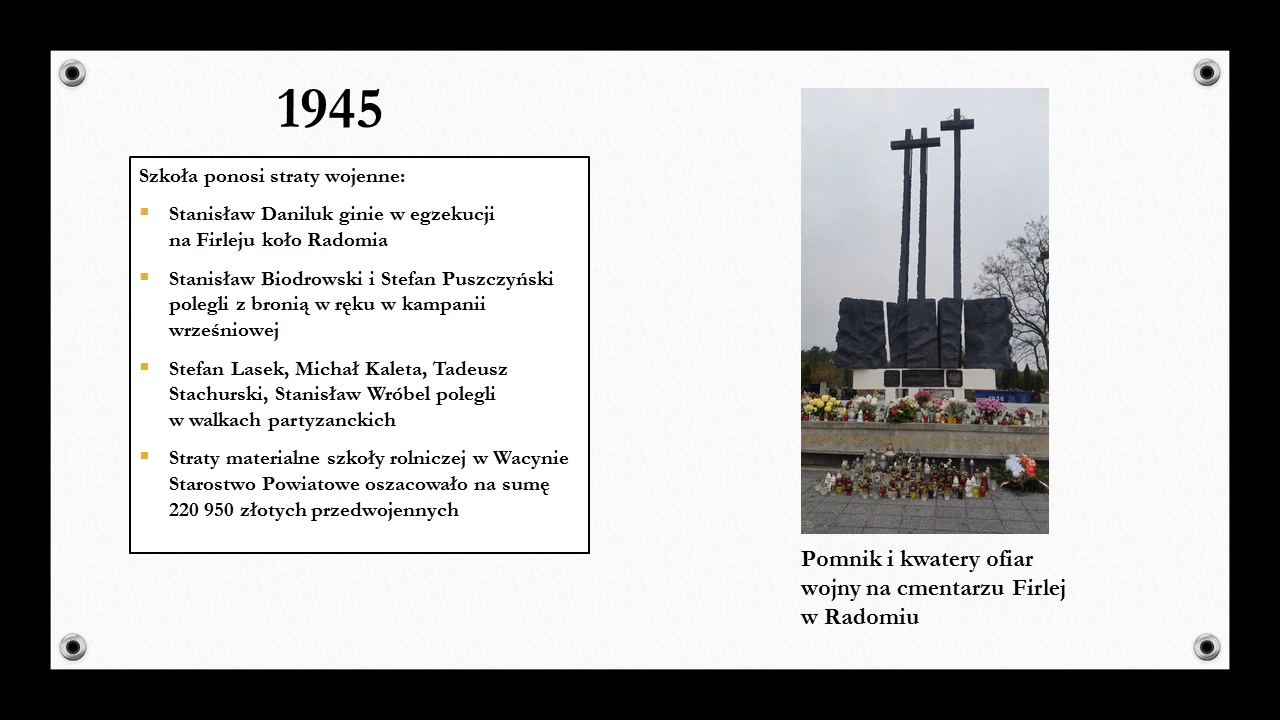 1945
Szkoła ponosi straty wojenne:
Stanisław Daniluk ginie w egzekucji
na Firleju koło Radomia
Stanisław Biodrowski i Stefan Puszczyński
polegli z bronią w ręku w kampanii
wrześniowej
Stefan Lasek, Michał Kaleta, Tadeusz
Stachurski, Stanisław Wróbel polegli
w walkach partyzanckich
Straty materialne szkoły rolniczej w Wacynie
Starostwo Powiatowe oszacowało na sumę
220 950 złotych przedwojennych
Pomnik i kwatery ofiar
wojny na cmentarzu Firlej
w Radomiu